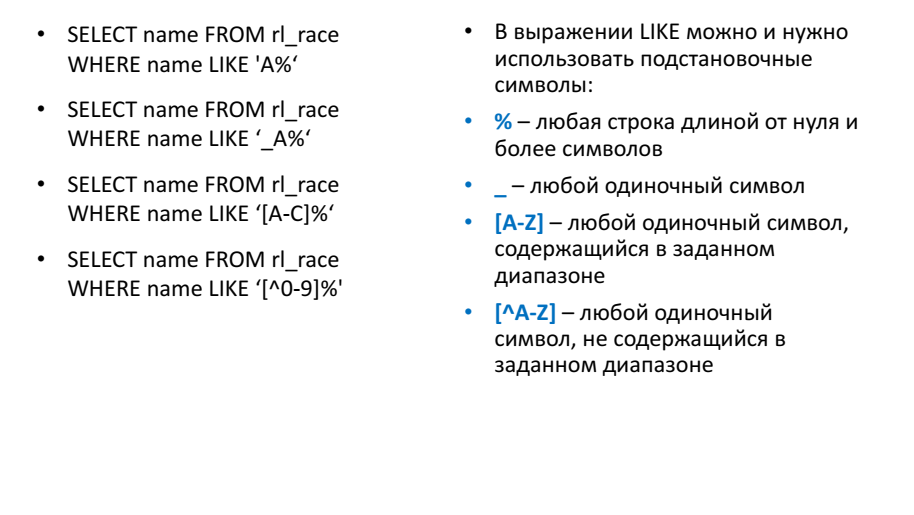 • SELECT name FROM rl_race
WHERE name LIKE 'A%‘
• SELECT name FROM rl_race
WHERE name LIKE ‘_A%‘
• SELECT name FROM rl_race
WHERE name LIKE ‘[A-C]%‘
• SELECT name FROM rl_race
WHERE name LIKE ‘[^0-9]%'
• В выражении LIKE можно и нужно
использовать подстановочные
символы:
• % – любая строка длиной от нуля и
более символов
• _ – любой одиночный символ
• [A-Z] – любой одиночный символ,
содержащийся в заданном
диапазоне
• [^A-Z] – любой одиночный
символ, не содержащийся в
заданном диапазоне